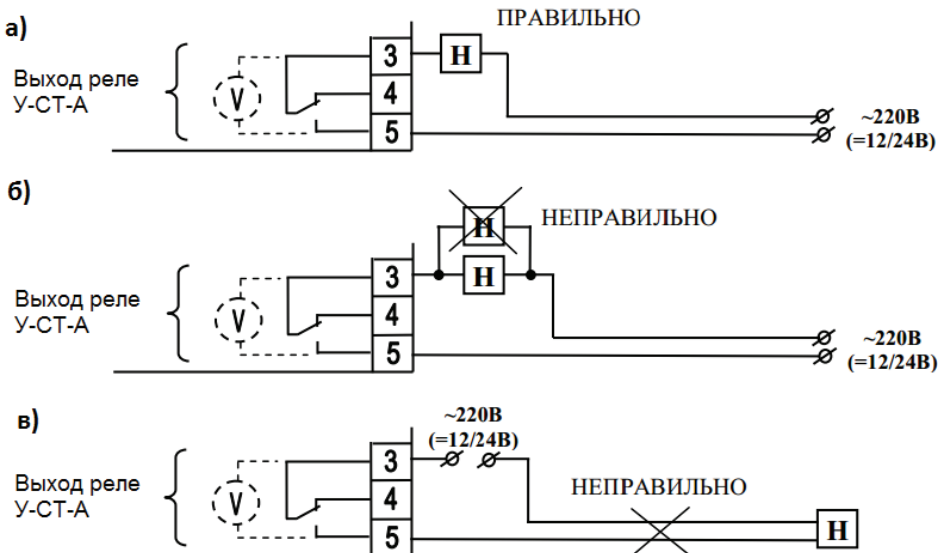 а)
ПРАВИЛЬНО
Выход реле
У-СТ-А
V
3
4
5
Н
~220В
(=12/24В)
б)
НЕПРАВИЛЬНО
Выход реле
У-СТ-А
V
3
4
5
Н
Н
~220В
(=12/24В)
в)
~220В
(=12/24В)
НЕПРАВИЛЬНО
Выход реле
У-СТ-А
V
3
4
5
Н